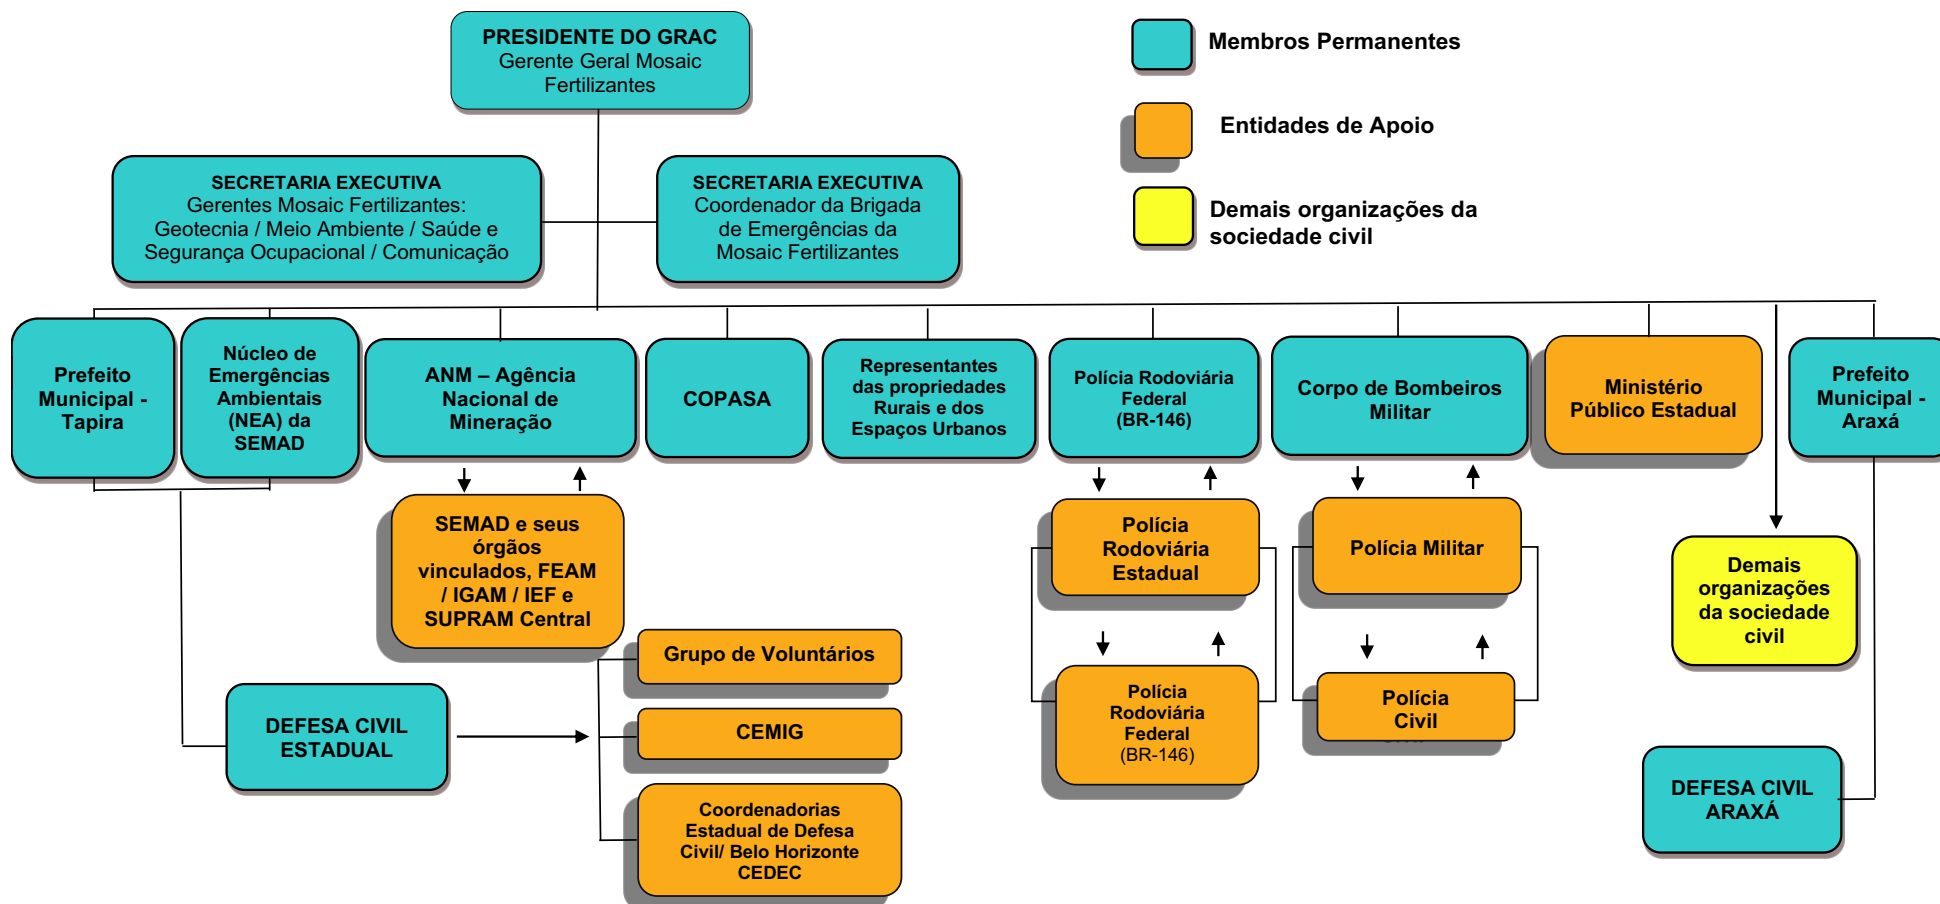 PRESIDENTE DO GRAC
Gerente Geral Mosaic
Fertilizantes
Membros Permanentes
Entidades de Apoio
Demais organizações da
sociedade civil
SECRETARIA EXECUTIVA
Gerentes Mosaic Fertilizantes:
Geotecnia / Meio Ambiente / Saúde e
Segurança Ocupacional / Comunicação
SECRETARIA EXECUTIVA
Coordenador da Brigada
de Emergências da
Mosaic Fertilizantes
Prefeito
Municipal -
Tapira
Núcleo de
Emergências
Ambientais
(NEA) da
SEMAD
ANM – Agência
Nacional de
Mineração
COPASA
Representantes
das propriedades
Rurais e dos
Espaços Urbanos
Polícia Rodoviária
Federal
(BR-146)
Corpo de Bombeiros
Militar
Ministério
Público Estadual
Prefeito
Municipal -
Araxá
SEMAD e seus
órgãos
vinculados, FEAM
/ IGAM / IEF e
SUPRAM Central
Polícia
Rodoviária
Estadual
Polícia Militar
Demais
organizações
da sociedade
civil
Grupo de Voluntários
CEMIG
Coordenadorias
Estadual de Defesa
Civil/ Belo Horizonte
CEDEC
DEFESA CIVIL
ESTADUAL
Polícia
Rodoviária
Federal
(BR-146)
Polícia
Civil
DEFESA CIVIL
ARAXÁ